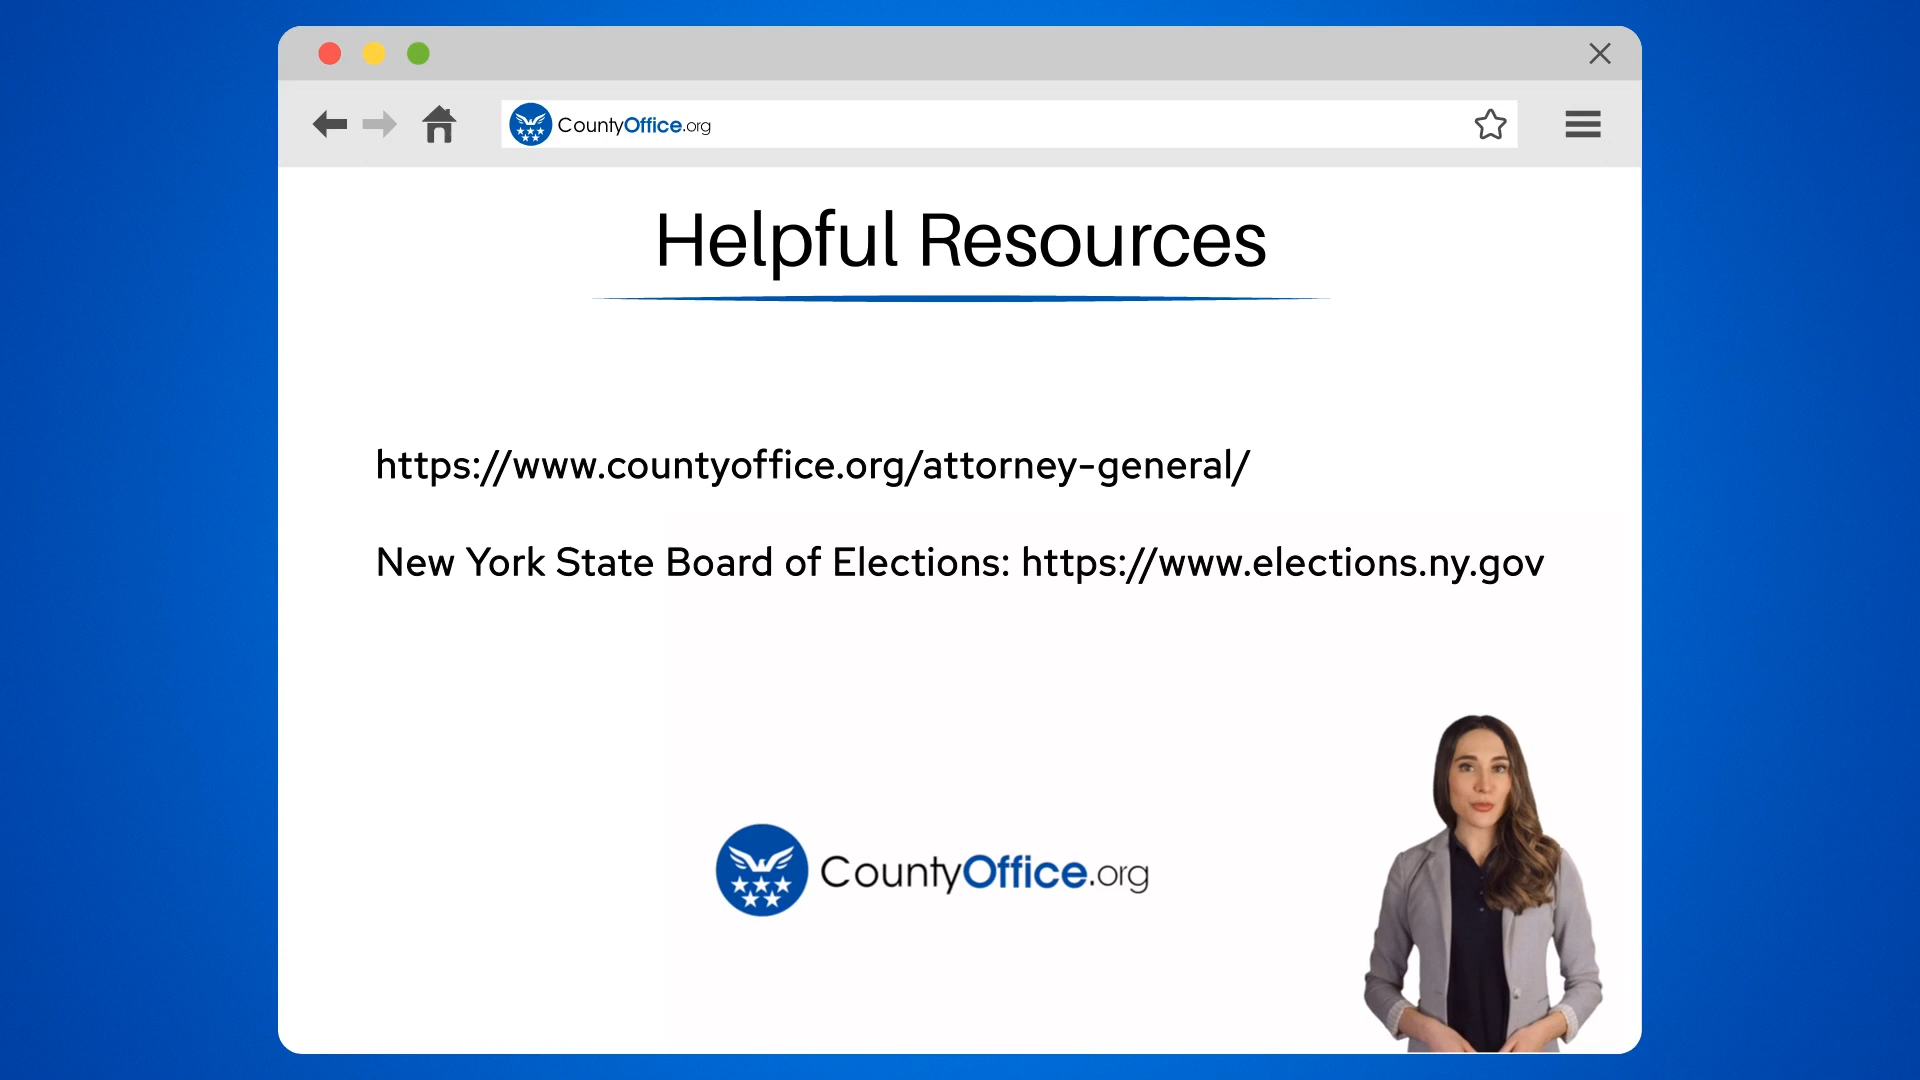 CountyOffice.org
Helpful Resources
https://www.countyoffice.org/attorney-general/
New York State Board of Elections: https://www.elections.ny.gov
CountyOffice.org